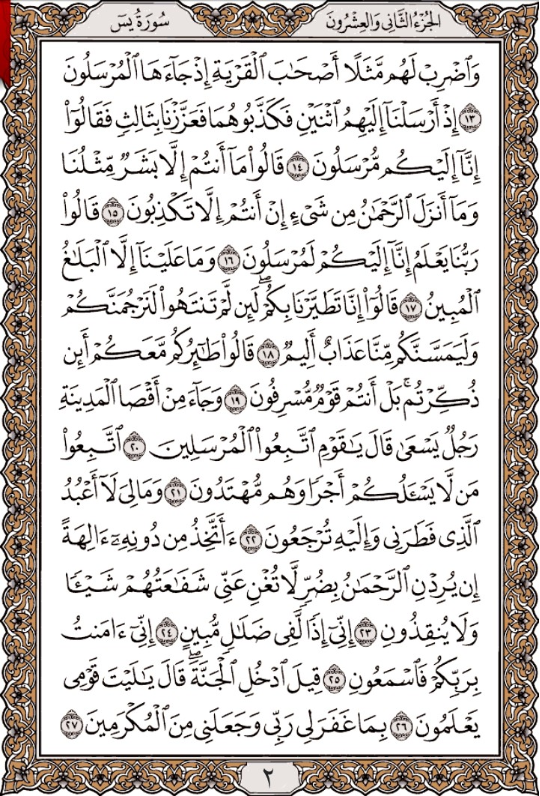 الجزء الثاني والعشرون سورة يس
وَٱضْرِبْ لَهُم مَّثَلًا أَصْحَٰبَ ٱلْقَرْيَةِ إِذْ جَآءَهَا ٱلْمُرْسَلُونَ
١٣ إِذْ أَرْسَلْنَآ إِلَيْهِمُ ٱثْنَيْنِ فَكَذَّبُوهُمَا فَعَزَّزْنَا بِثَالِثٍ فَقَالُوٓا۟
إِنَّآ إِلَيْكُم مُّرْسَلُونَ ١٤ قَالُوا۟ مَآ أَنتُمْ إِلَّا بَشَرٌ مِّثْلُنَا
وَمَآ أَنزَلَ ٱلرَّحْمَٰنُ مِن شَىْءٍ إِنْ أَنتُمْ إِلَّا تَكْذِبُونَ ١٥ قَالُوا۟
رَبُّنَا يَعْلَمُ إِنَّآ إِلَيْكُمْ لَمُرْسَلُونَ ١٦ وَمَا عَلَيْنَآ إِلَّا ٱلْبَلَٰغُ
ٱلْمُبِينُ ١٧ قَالُوٓا۟ إِنَّا تَطَيَّرْنَا بِكُمْ ۖ لَئِن لَّمْ تَنتَهُوا۟ لَنَرْجُمَنَّكُمْ
وَلَيَمَسَّنَّكُم مِّنَّا عَذَابٌ أَلِيمٌ ١٨ قَالُوا۟ طَٰٓئِرُكُم مَّعَكُمْ ۚ أَئِن
ذُكِّرْتُم ۚ بَلْ أَنتُمْ قَوْمٌ مُّسْرِفُونَ ١٩ وَجَآءَ مِنْ أَقْصَا ٱلْمَدِينَةِ
رَجُلٌ يَسْعَىٰ قَالَ يَٰقَوْمِ ٱتَّبِعُوا۟ ٱلْمُرْسَلِينَ ٢٠ ٱتَّبِعُوا۟
مَن لَّا يَسْـَٔلُكُمْ أَجْرًا وَهُم مُّهْتَدُونَ ٢١ وَمَا لِىَ لَآ أَعْبُدُ
ٱلَّذِى فَطَرَنِى وَإِلَيْهِ تُرْجَعُونَ ٢٢ ءَأَتَّخِذُ مِن دُونِهِۦٓ ءَالِهَةً
إِن يُرِدْنِ ٱلرَّحْمَٰنُ بِضُرٍّ لَّا تُغْنِ عَنِّى شَفَٰعَتُهُمْ شَيْـًٔا
وَلَا يُنقِذُونِ ٢٣ إِنِّىٓ إِذًا لَّفِى ضَلَٰلٍ مُّبِينٍ ٢٤ إِنِّىٓ ءَامَنتُ
بِرَبِّكُمْ فَٱسْمَعُونِ ٢٥ قِيلَ ٱدْخُلِ ٱلْجَنَّةَ ۖ قَالَ يَٰلَيْتَ قَوْمِى
يَعْلَمُونَ ٢٦ بِمَا غَفَرَ لِى رَبِّى وَجَعَلَنِى مِنَ ٱلْمُكْرَمِينَ ٢٧
٢